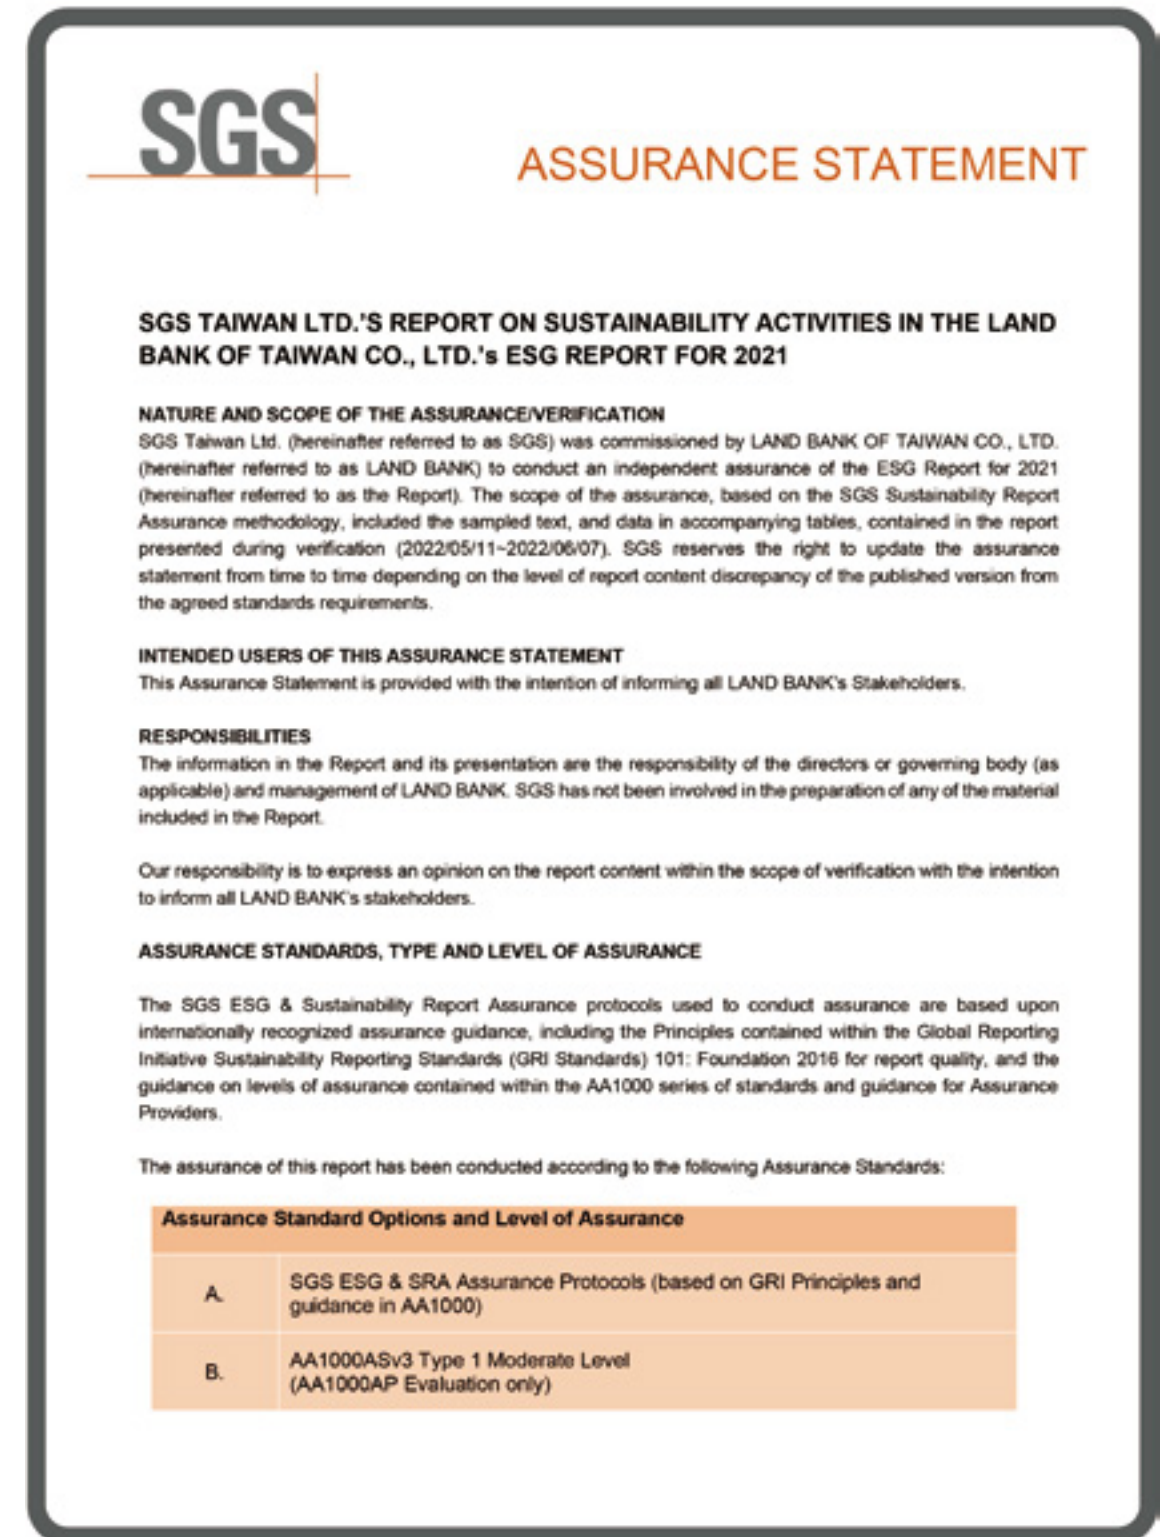 SGS
ASSURANCE STATEMENT
SGS TAIWAN LTD.'S REPORT ON SUSTAINABILITY ACTIVITIES IN THE LAND
BANK OF TAIWAN CO., LTD.'s ESG REPORT FOR 2021
NATURE AND SCOPE OF THE ASSURANCE/VERIFICATION
SGS Taiwan Ltd. (hereinafter referred to as SGS) was commissioned by LAND BANK OF TAIWAN CO., LTD.
(hereinafter referred to as LAND BANK) to conduct an independent assurance of the ESG Report for 2021
(hereinafter referred to as the Report). The scope of the assurance, based on the SGS Sustainability Report
Assurance methodology, included the sampled text, and data in accompanying tables, contained in the report
presented during verification (2022/05/11~2022/06/07). SGS reserves the right to update the assurance
statement from time to time depending on the level of report content discrepancy of the published version from
the agreed standards requirements.
INTENDED USERS OF THIS ASSURANCE STATEMENT
This Assurance Statement is provided with the intention of informing all LAND BANK's Stakeholders.
RESPONSIBILITIES
The information in the Report and its presentation are the responsibility of the directors or governing body (as
applicable) and management of LAND BANK. SGS has not been involved in the preparation of any of the material
included in the Report.
Our responsibility is to express an opinion on the report content within the scope of verification with the intention
to inform all LAND BANK's stakeholders.
ASSURANCE STANDARDS, TYPE AND LEVEL OF ASSURANCE
The SGS ESG & Sustainability Report Assurance protocols used to conduct assurance are based upon
internationally recognized assurance guidance, including the Principles contained within the Global Reporting
Initiative Sustainability Reporting Standards (GRI Standards) 101: Foundation 2016 for report quality, and the
guidance on levels of assurance contained within the AA1000 series of standards and guidance for Assurance
Providers.
The assurance of this report has been conducted according to the following Assurance Standards:
Assurance Standard Options and Level of Assurance
A. SGS ESG & SRA Assurance Protocols (based on GRI Principles and
guidance in AA1000)
B. AA1000ASv3 Type 1 Moderate Level
(AA1000AP Evaluation only)